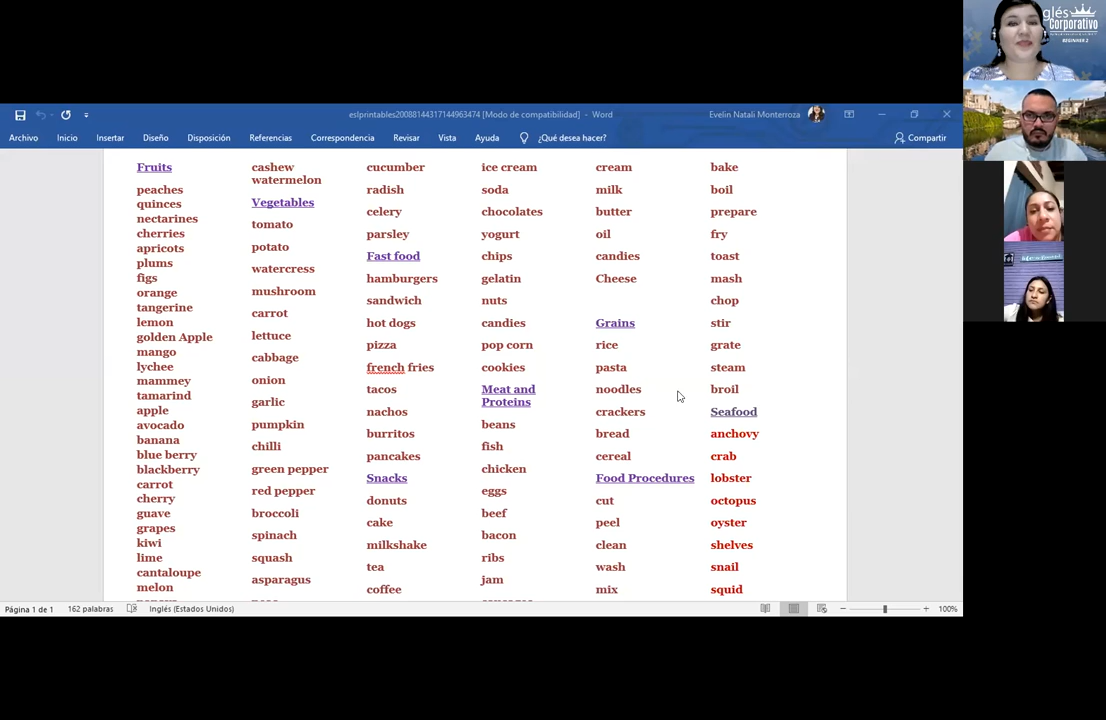 glés
Corporativo
BEGINNER 2
eslprintables20088144317144963474 [Modo de compatibilidad] - Word
Evelin Natali Monterroza
Archivo
Inicio
Insertar
Diseño
Disposición
Referencias
Correspondencia
Revisar
Vista
Ayuda
¿Qué desea hacer?
Compartir
Fruits
peaches
quinces
nectarines
cherries
apricots
plums
figs
orange
tangerine
lemon
golden Apple
mango
lychee
mammey
tamarind
apple
avocado
banana
blue berry
blackberry
carrot
cherry
guave
grapes
kiwi
lime
cantaloupe
melon
cashew
watermelon
Vegetables
tomato
potato
watercress
mushroom
carrot
lettuce
cabbage
onion
garlic
pumpkin
chilli
green pepper
red pepper
broccoli
spinach
squash
asparagus
cucumber
radish
celery
parsley
Fast food
hamburgers
sandwich
hot dogs
pizza
french fries
tacos
nachos
burritos
pancakes
Snacks
donuts
cake
milkshake
tea
coffee
ice cream
soda
chocolates
yogurt
chips
gelatin
nuts
candies
pop corn
cookies
Meat and
Proteins
beans
fish
chicken
eggs
beef
bacon
ribs
jam
cream
milk
butter
oil
candies
Cheese
Grains
rice
pasta
noodles
crackers
bread
cereal
Food Procedures
cut
peel
clean
wash
mix
bake
boil
prepare
fry
toast
mash
chop
stir
grate
steam
broil
Seafood
anchovy
crab
lobster
octopus
oyster
shelves
snail
squid
Página 1 de 1
162 palabras
Inglés (Estados Unidos)
100%